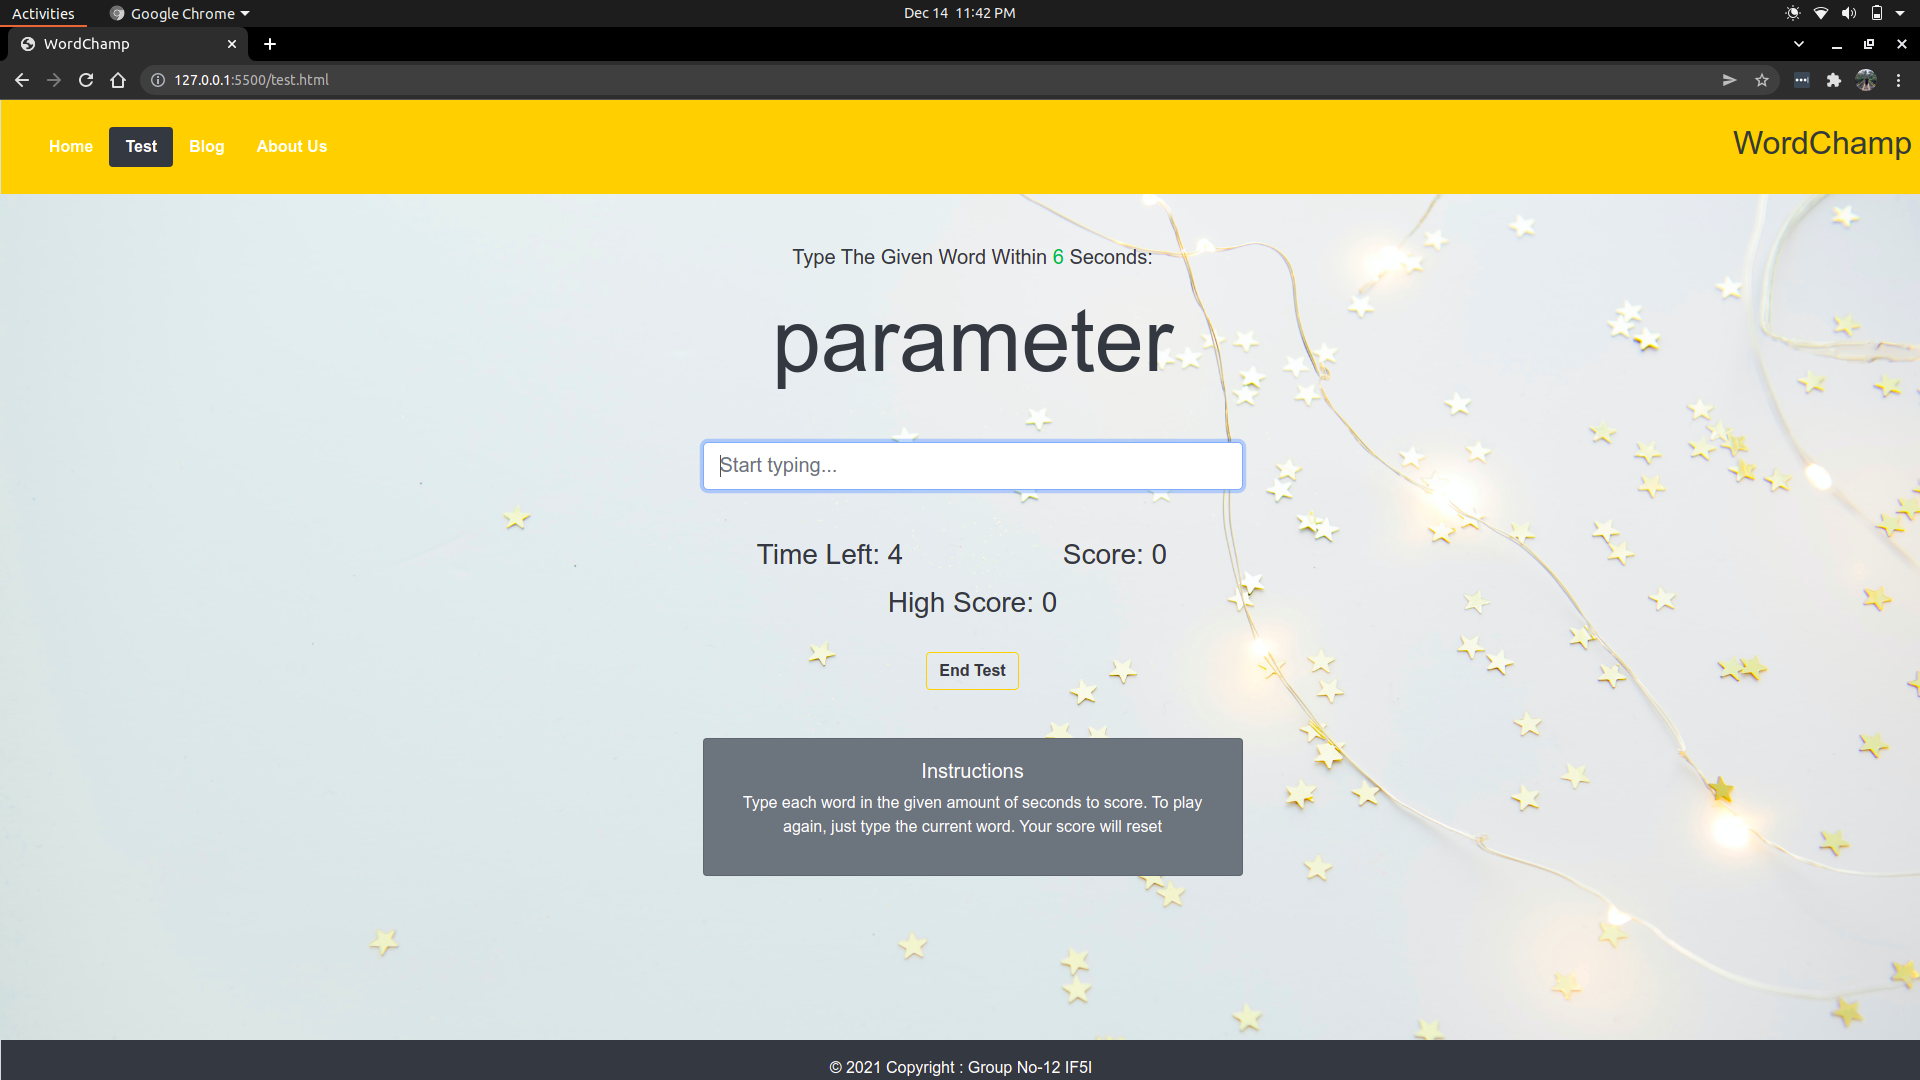 Activities Google Chrome Dec 14 11:42 PM
WordChamp
127.0.0.1:5500/test.html
Home Test Blog About Us WordChamp
Type The Given Word Within 6 Seconds:
parameter
Start typing...
Time Left: 4 Score: 0
High Score: 0
End Test
Instructions
Type each word in the given amount of seconds to score. To play
again, just type the current word. Your score will reset
© 2021 Copyright : Group No-12 IF5I